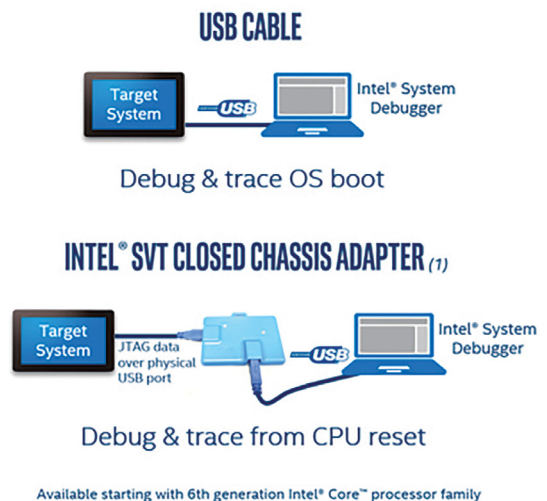 USB CABLE
Target
System
USB
Intel® System
Debugger
Debug & trace OS boot
INTEL® SVT CLOSED CHASSIS ADAPTER (1)
Target
System
JTAG data
over physical
USB port
USB
Intel® System
Debugger
Debug & trace from CPU reset
Available starting with 6th generation Intel® Core™ processor family